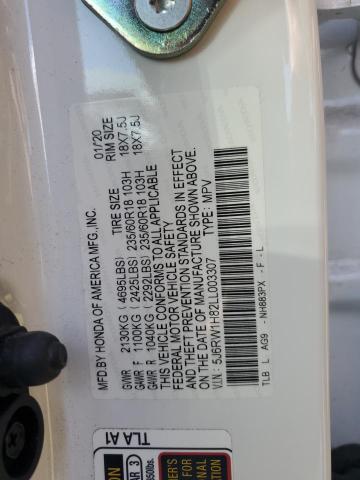 MFD.BY HONDA OF AMERICA MFG.,INC. 01/20
TIRE SIZE RIM SIZE
GVWR 2130KG (4695LBS)
GAWR F 1100KG (2425LBS) 235/60R18 103H 18X7.5J
GAWR R 1040KG (2292LBS) 235/60R18 103H 18X7.5J
THIS VEHICLE CONFORMS TO ALL APPLICABLE
FEDERAL MOTOR VEHICLE SAFETY
AND THEFT PREVENTION STANDARDS IN EFFECT
ON THE DATE OF MANUFACTURE SHOWN ABOVE.
V.I.N.: 5J6RW1H82LL003307 TYPE: MPV
TLB L AG9 -NH883PX -F -L
TLA A1